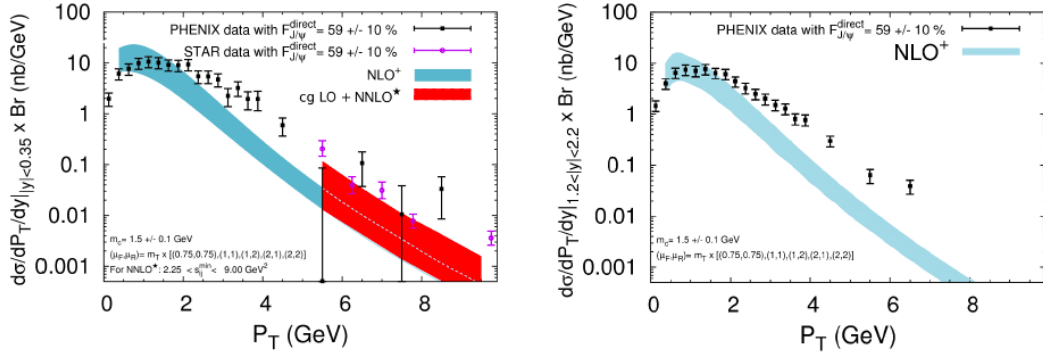 dσ/dP_T/dy|_|y|<0.35 x Br (nb/GeV)
100
10
1
0.1
0.01
0.001
PHENIX data with F^direct_J/ψ = 59 +/- 10 %
STAR data with F^direct_J/ψ = 59 +/- 10 %
NLO^+
cg LO + NNLO^★
m_c= 1.5 +/- 0.1 GeV
(μ_F,μ_R)= m_T x [(0.75,0.75),(1,1),(1,2),(2,1),(2,2)]
For NNLO^★: 2.25 < s_ij^min < 9.00 GeV^2
0 2 4 6 8
P_T (GeV)
dσ/dP_T/dy|_1.2<|y|<2.2 x Br (nb/GeV)
100
10
1
0.1
0.01
0.001
PHENIX data with F^direct_J/ψ = 59 +/- 10 %
NLO^+
m_c = 1.5 +/- 0.1 GeV
(μ_F,μ_R)= m_T x [(0.75,0.75),(1,1),(1,2),(2,1),(2,2)]
0 2 4 6 8
P_T (GeV)